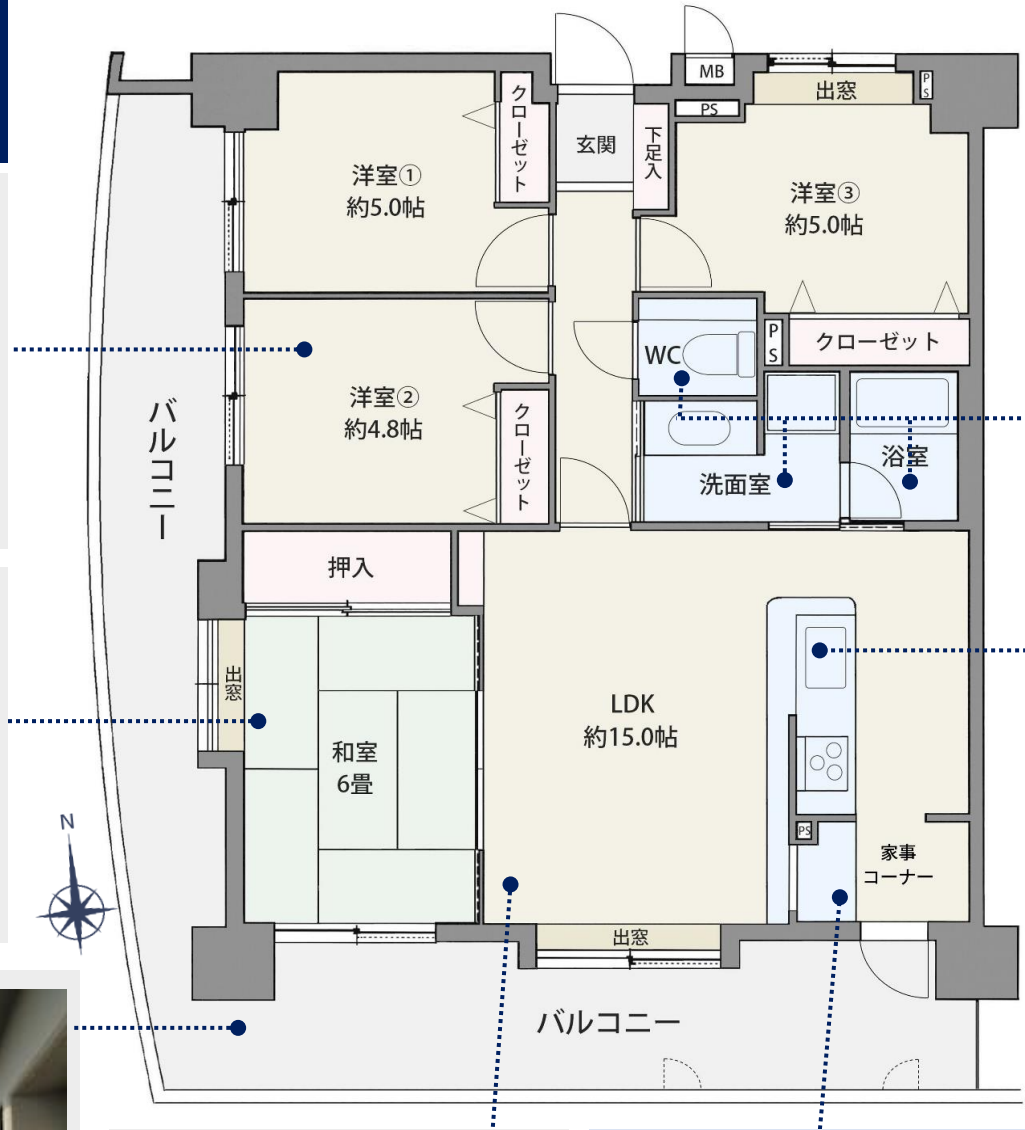 MB
PS
出窓
PS
クローゼット
玄関
下足入
洋室①
約5.0帖
洋室③
約5.0帖
WC
PS
クローゼット
洋室②
約4.8帖
クローゼット
バルコニー
洗面室
浴室
押入
出窓
和室
6畳
LDK
約15.0帖
PS
家事
コーナー
N
出窓
バルコニー